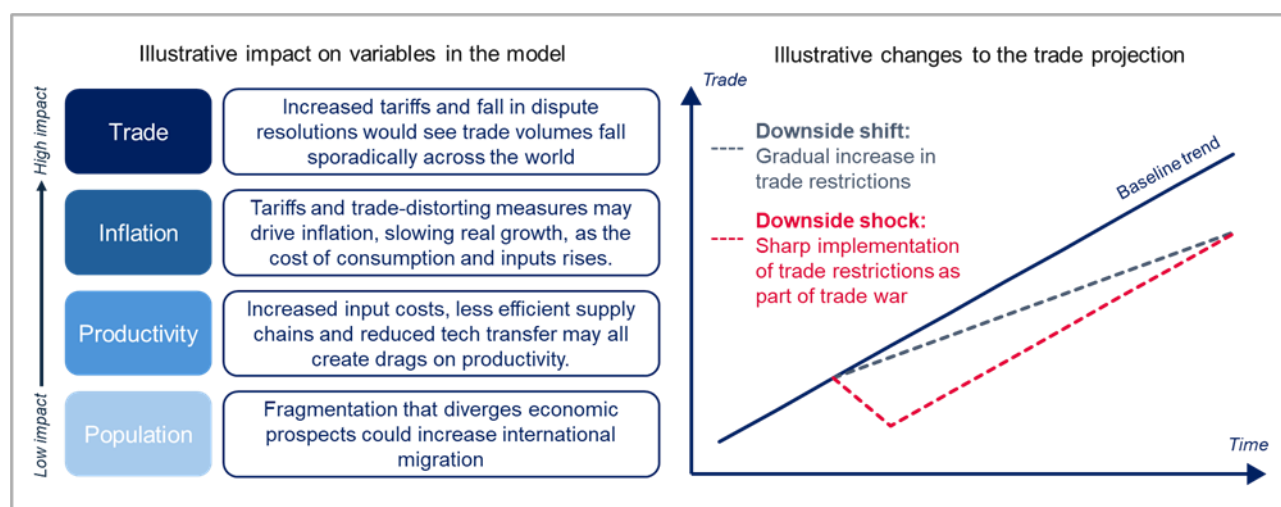 Illustrative impact on variables in the model
High impact
Low impact
Trade
Increased tariffs and fall in dispute
resolutions would see trade volumes fall
sporadically across the world
Inflation
Tariffs and trade-distorting measures may
drive inflation, slowing real growth, as the
cost of consumption and inputs rises.
Productivity
Increased input costs, less efficient supply
chains and reduced tech transfer may all
create drags on productivity.
Population
Fragmentation that diverges economic
prospects could increase international
migration
Illustrative changes to the trade projection
Trade
Downside shift:
Gradual increase in
trade restrictions
Downside shock:
Sharp implementation
of trade restrictions as
part of trade war
Baseline trend
Time